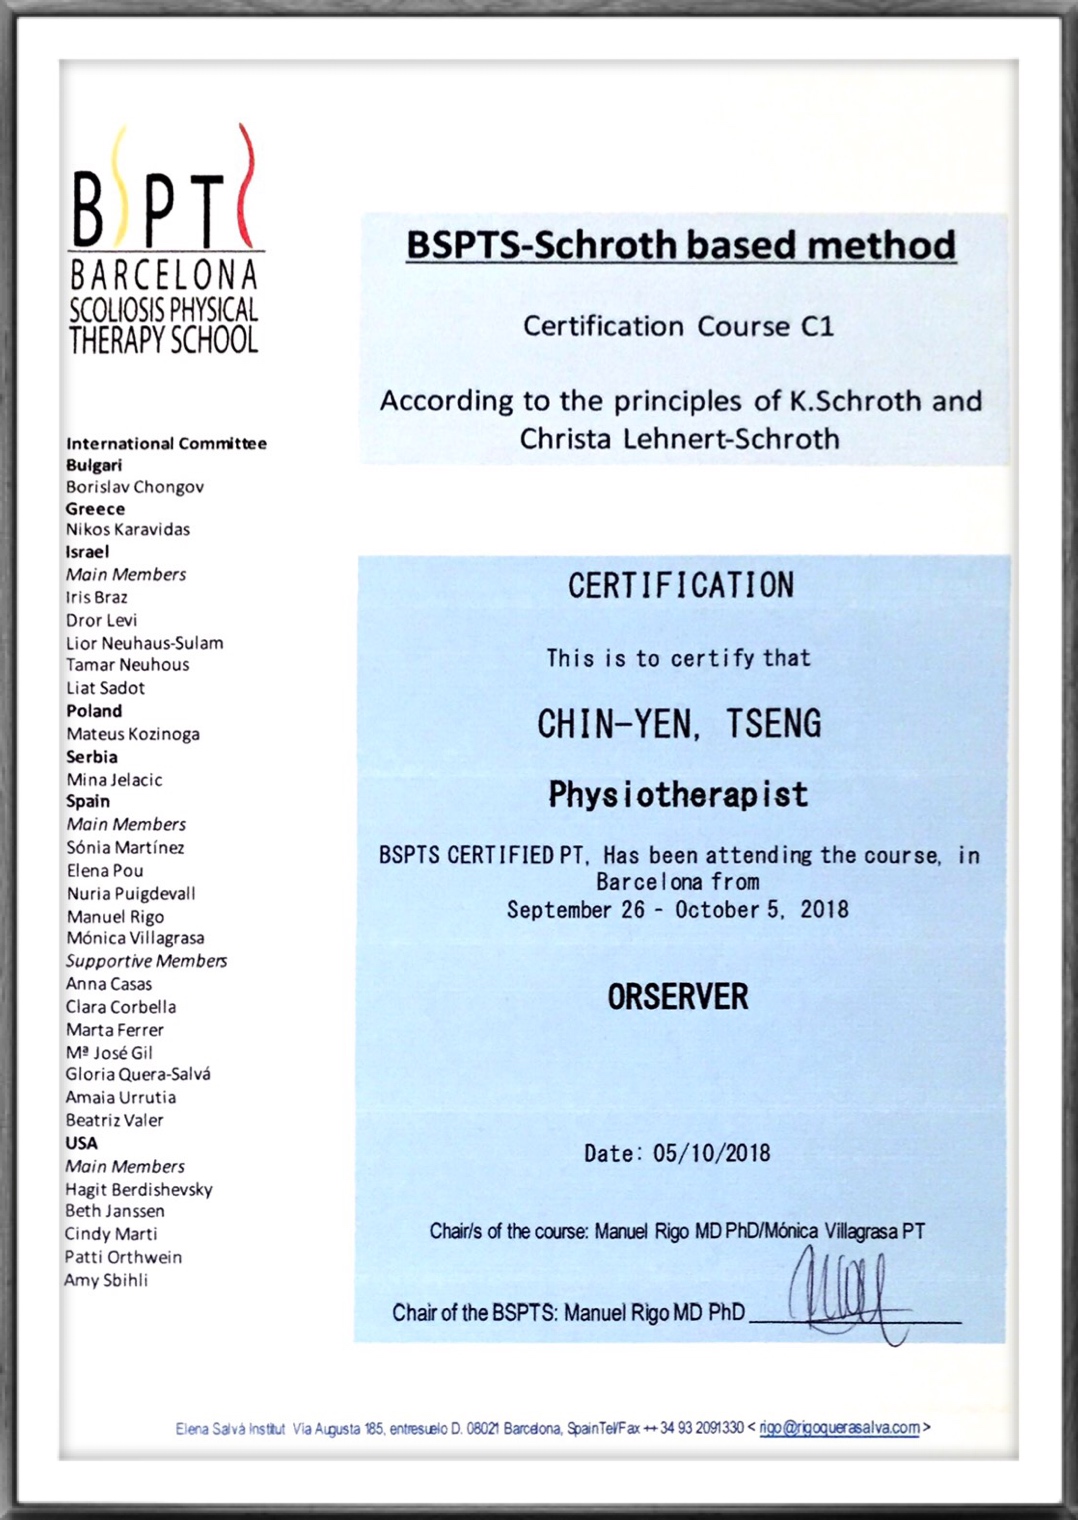 BSPTS
BARCELONA
SCOLIOSIS PHYSICAL
THERAPY SCHOOL
BSPTS-Schroth based method
Certification Course C1
According to the principles of K.Schroth and
Christa Lehnert-Schroth
International Committee
Bulgari
Borislav Chongov
Greece
Nikos Karavidas
Israel
Main Members
Iris Braz
Dror Levi
Lior Neuhaus-Sulam
Tamar Neuhous
Liat Sadot
Poland
Mateus Kozinoga
Serbia
Mina Jelacic
Spain
Main Members
Sónia Martínez
Elena Pou
Nuria Puigdevall
Manuel Rigo
Mónica Villagrasa
Supportive Members
Anna Casas
Clara Corbella
Marta Ferrer
Mª José Gil
Gloria Quera-Salvá
Amaia Urrutia
Beatriz Valer
USA
Main Members
Hagit Berdishevsky
Beth Janssen
Cindy Marti
Patti Orthwein
Amy Sbihli
CERTIFICATION
This is to certify that
CHIN-YEN, TSENG
Physiotherapist
BSPTS CERTIFIED PT, Has been attending the course, in
Barcelona from
September 26 - October 5, 2018
ORSERVER
Date: 05/10/2018
Chair/s of the course: Manuel Rigo MD PhD/Mónica Villagrasa PT
Chair of the BSPTS: Manuel Rigo MD PhD
Elena Salvá Institut Vía Augusta 185, entresuelo D. 08021 Barcelona, Spain Tel/Fax ++ 34 93 2091330 < rigo@rigoquerasalva.com >